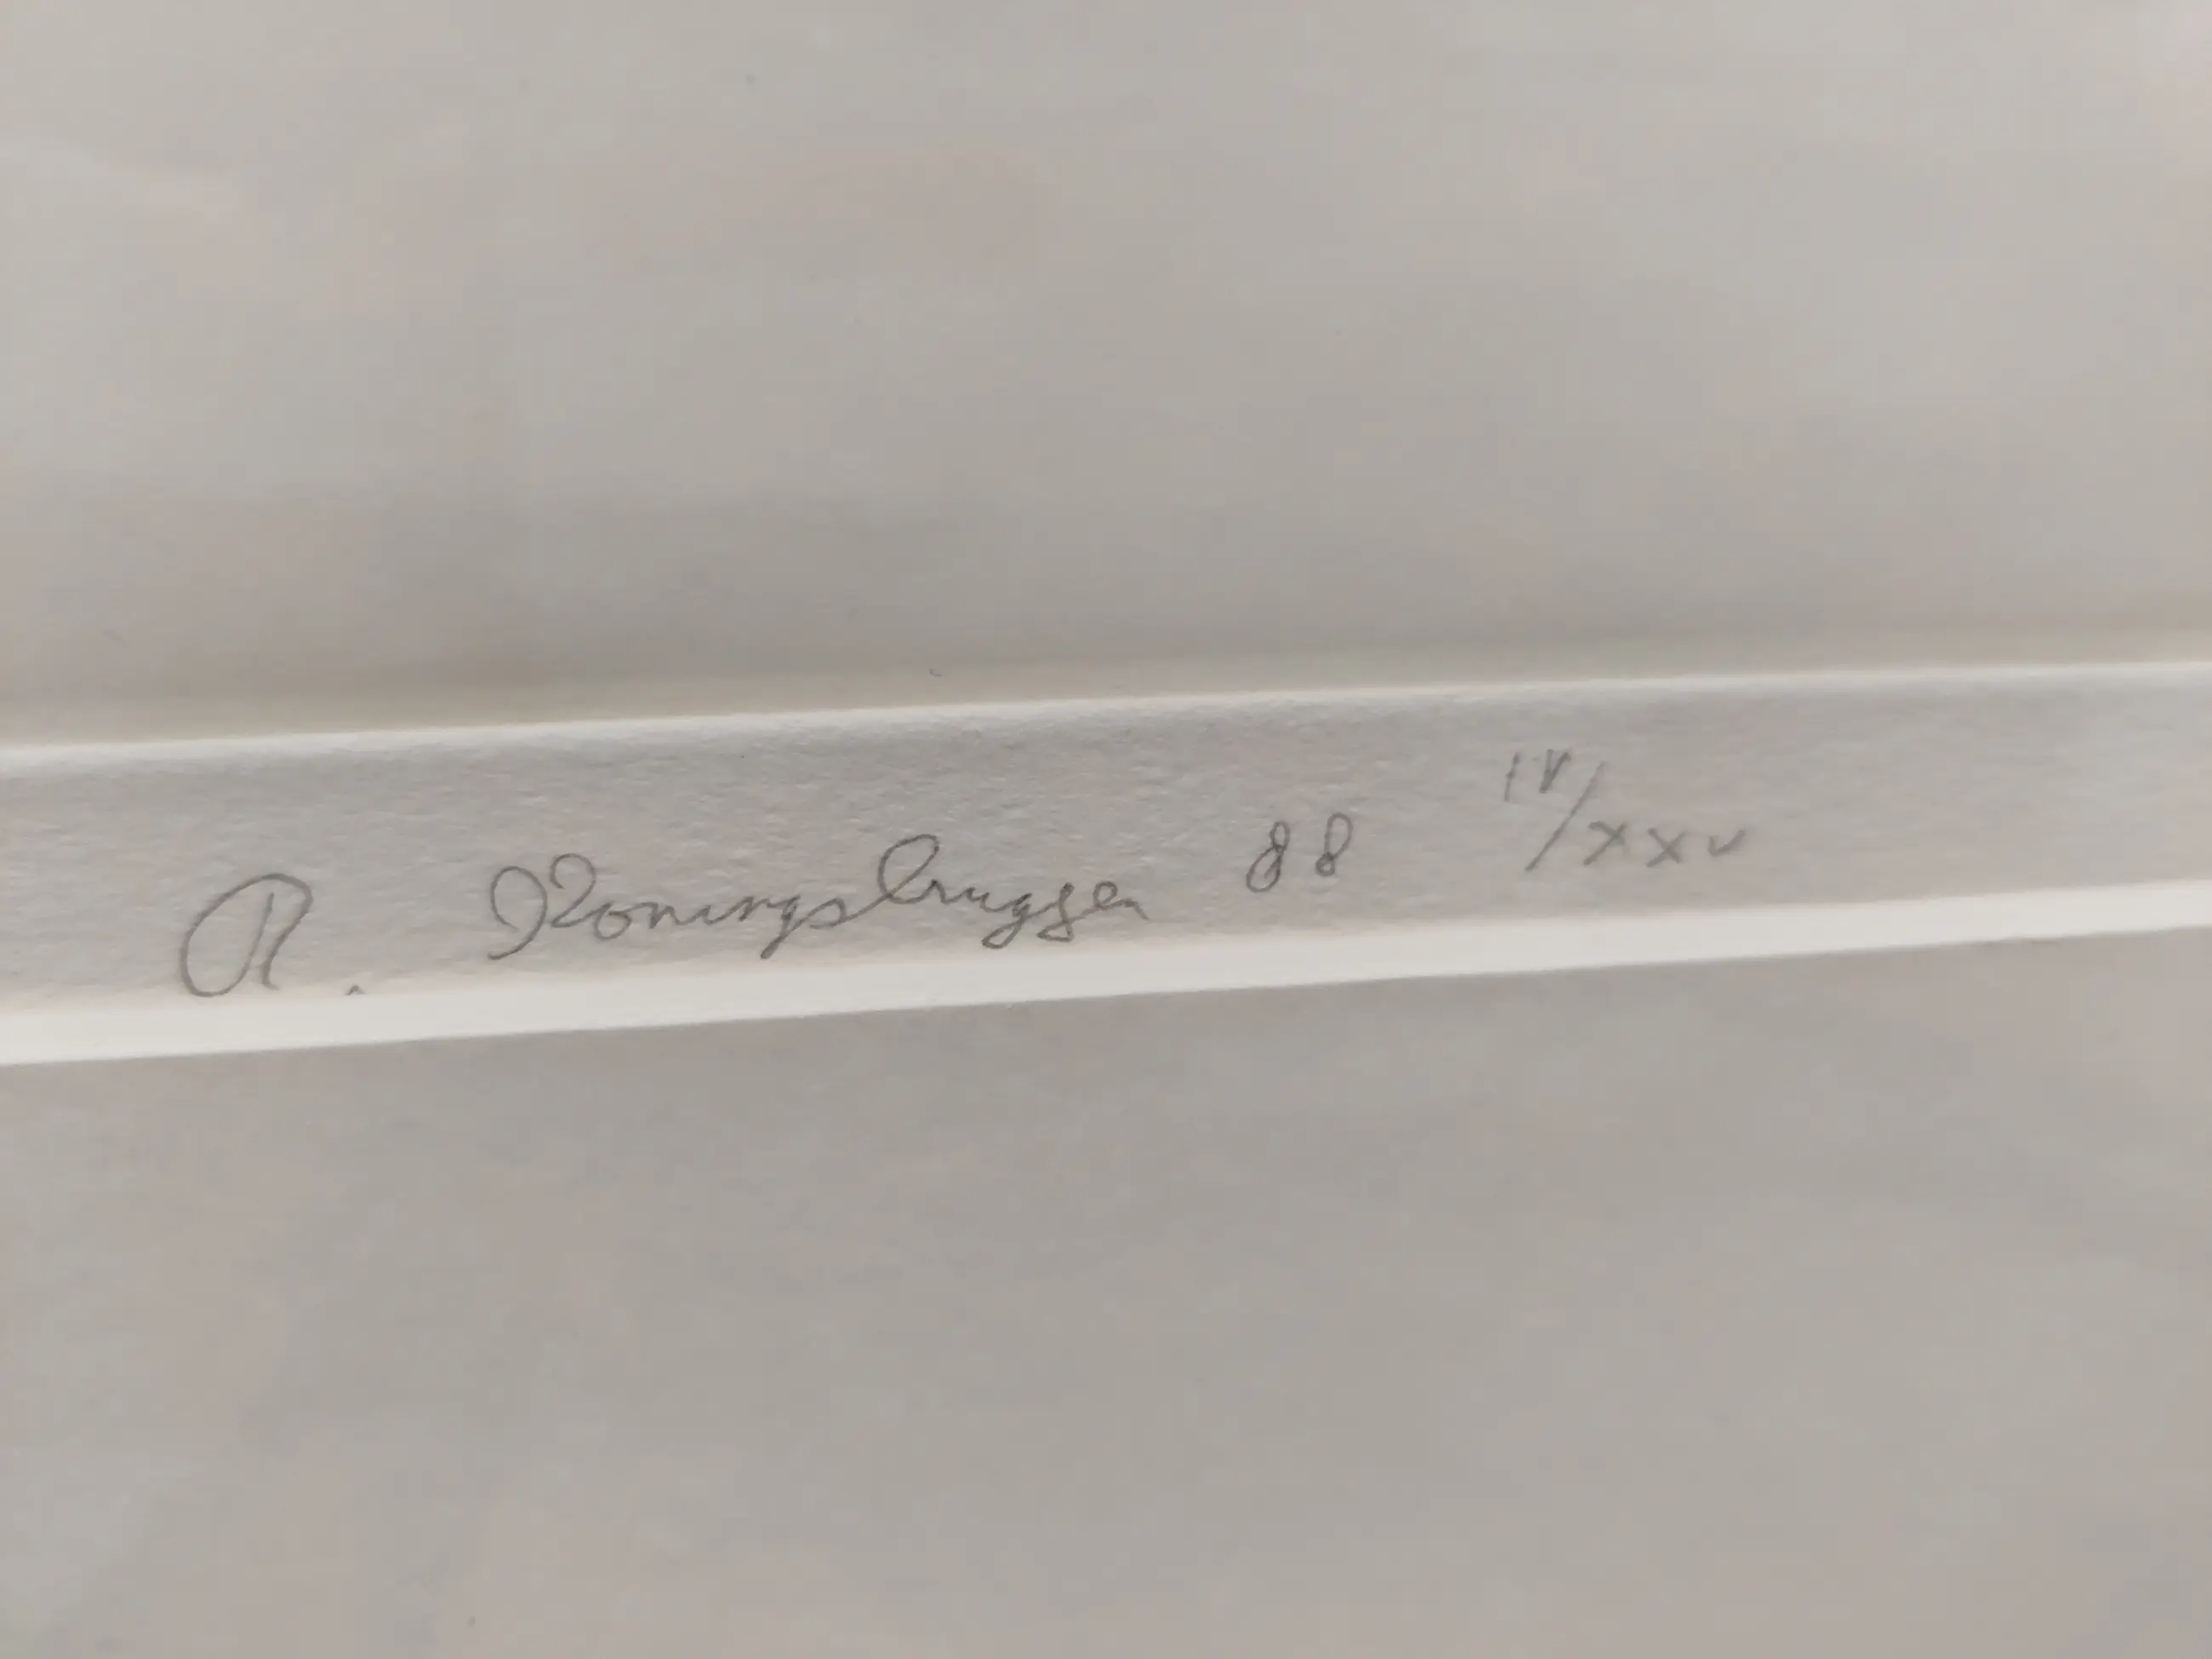 R. Koningsbruggen 88 IV/XXV